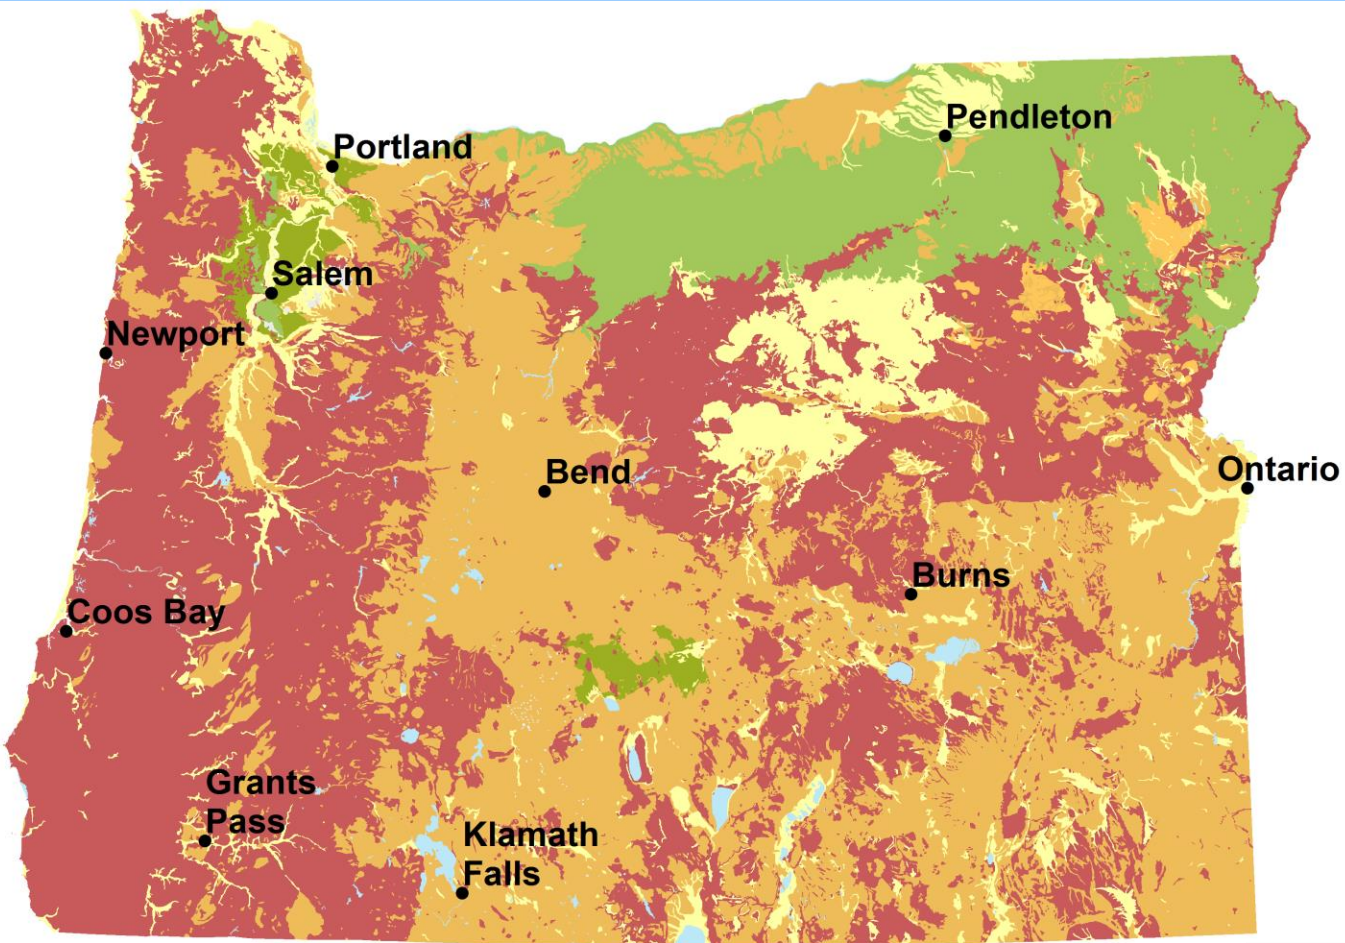 Pendleton
Portland
Salem
Newport
Bend
Ontario
Burns
Coos Bay
Grants
Pass
Klamath
Falls